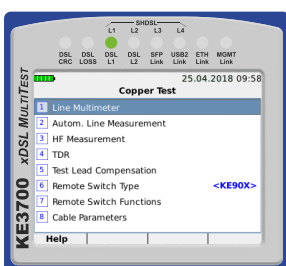 SHDSL
L1 L2 L3 L4
DSL CRC
DSL LOSS
DSL L1
DSL L2
SFP Link
USB2 Link
ETH Link
MGMT Link
25.04.2018 09:58
Copper Test
1 Line Multimeter
2 Autom. Line Measurement
3 HF Measurement
4 TDR
5 Test Lead Compensation
6 Remote Switch Type <KE90X>
7 Remote Switch Functions
8 Cable Parameters
Help
KE3700 xDSL MULTITEST